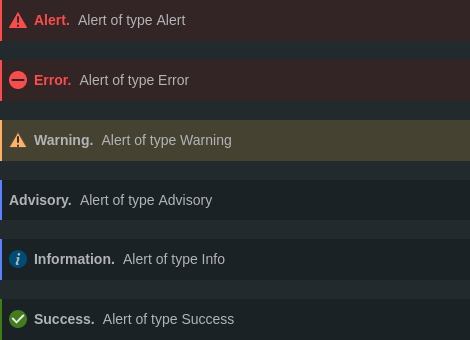 Alert. Alert of type Alert
Error. Alert of type Error
Warning. Alert of type Warning
Advisory. Alert of type Advisory
Information. Alert of type Info
Success. Alert of type Success